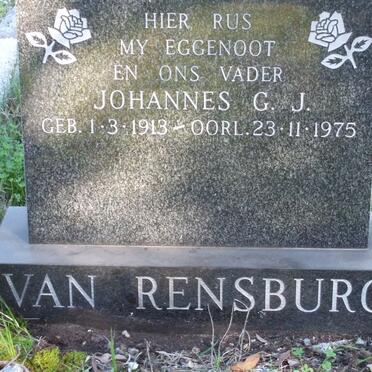 HIER RUS
MY EGGENOOT
EN ONS VADER
JOHANNES G. J.
GEB. 1·3·1913 – OORL. 23·11·1975
VAN RENSBURG